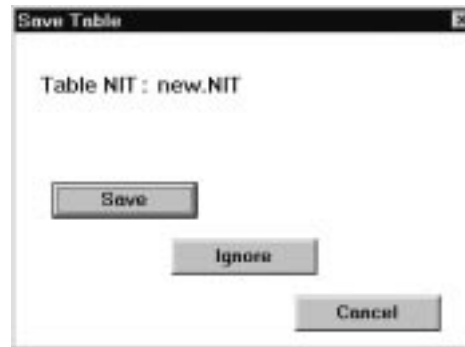 Save Table
Table NIT : new.NIT
Save
Ignore
Cancel